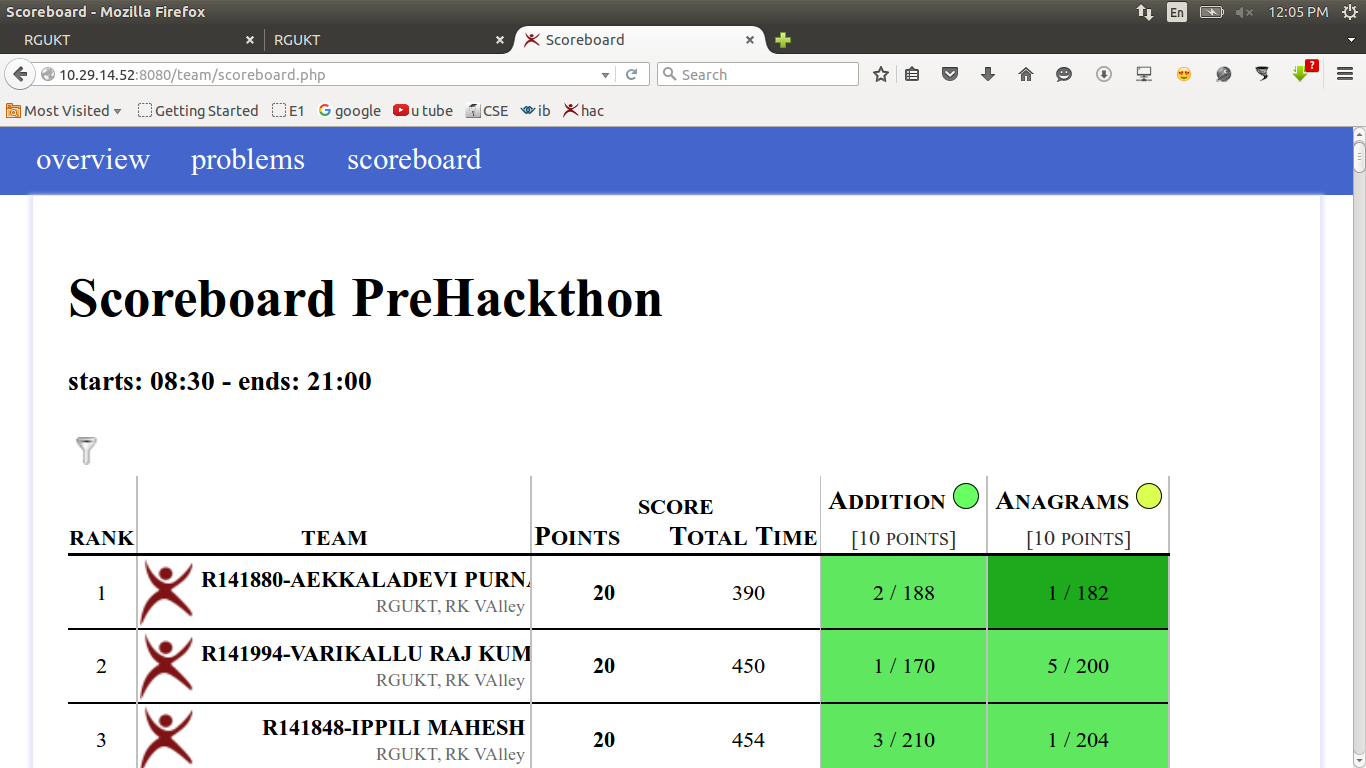 Scoreboard - Mozilla Firefox
En
12:05 PM
RGUKT
RGUKT
Scoreboard
10.29.14.52:8080/team/scoreboard.php
Search
?
Most Visited
Getting Started
E1
google
u tube
CSE
ib
hac
overview problems scoreboard
Scoreboard PreHackthon
starts: 08:30 - ends: 21:00
RANK TEAM SCORE ADDITION ANAGRAMS
POINTS TOTAL TIME [10 POINTS] [10 POINTS]
1 R141880-AEKKALADEVI PURNA 20 390 2 / 188 1 / 182
RGUKT, RK VAlley
2 R141994-VARIKALLU RAJ KUM 20 450 1 / 170 5 / 200
RGUKT, RK VAlley
3 R141848-IPPILI MAHESH 20 454 3 / 210 1 / 204
RGUKT, RK VAlley